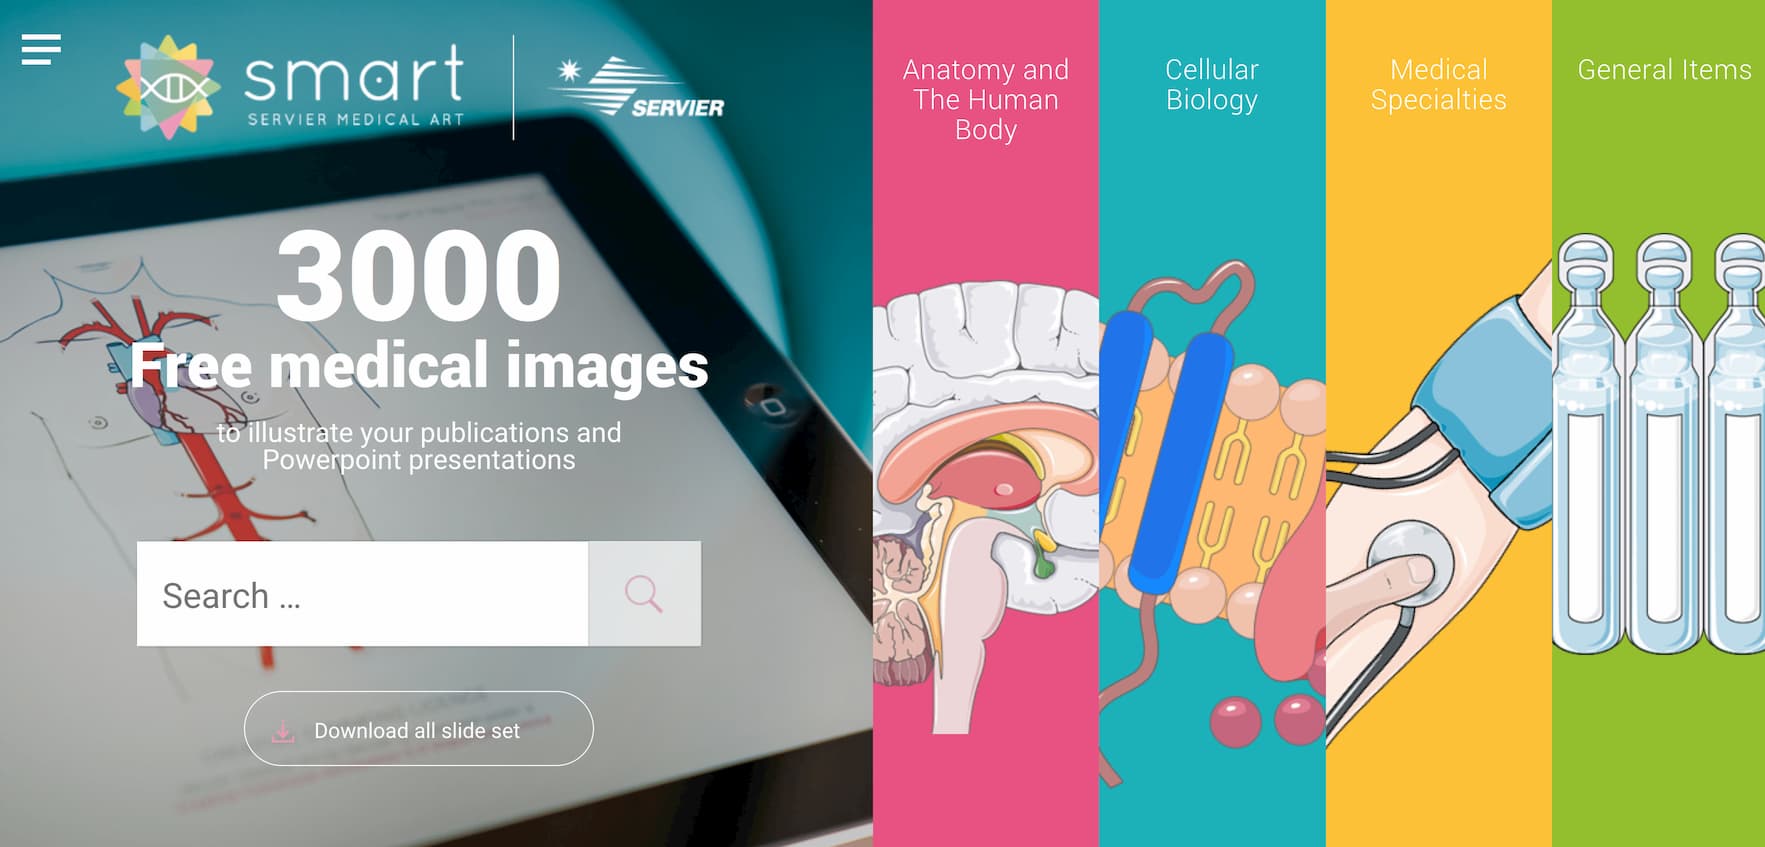 smart
SERVIER MEDICAL ART
SERVIER
3000
Free medical images
to illustrate your publications and
Powerpoint presentations
Search ...
Download all slide set
Anatomy and
The Human
Body
Cellular
Biology
Medical
Specialties
General Items